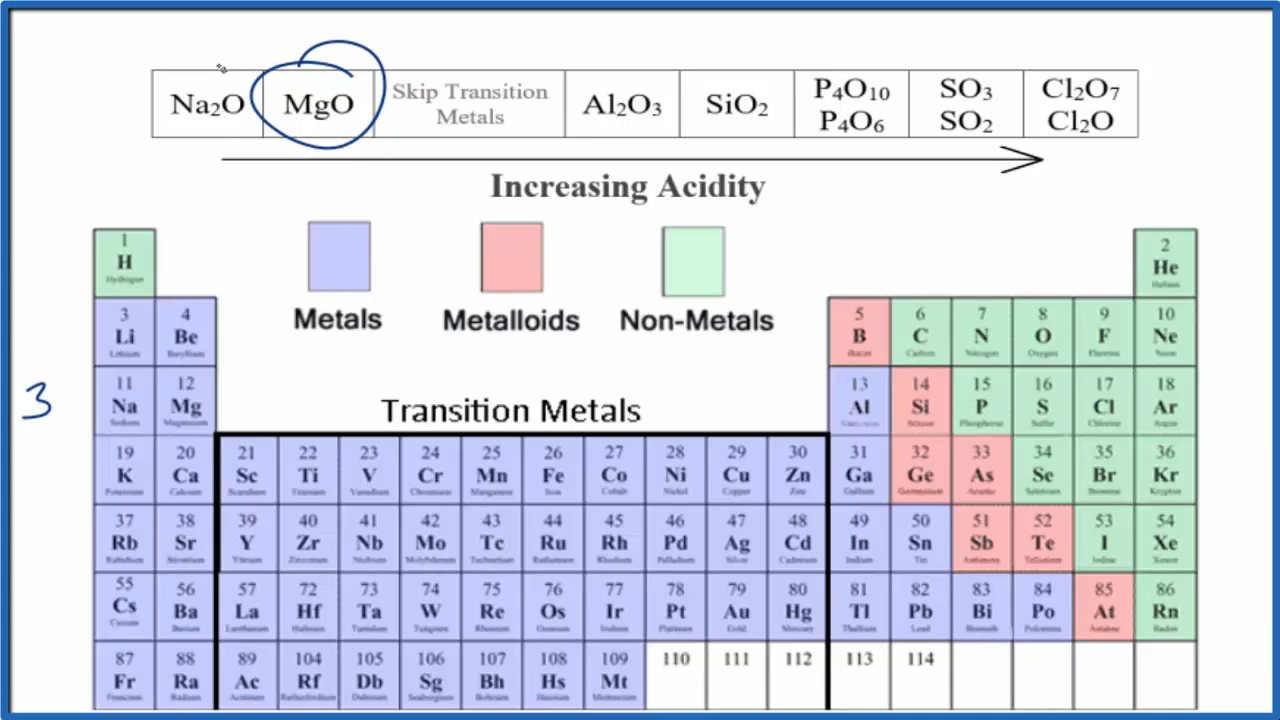 Na2O MgO Skip Transition Metals Al2O3 SiO2 P4O10 SO3 Cl2O7
P4O6 SO2 Cl2O
Increasing Acidity
Metals Metalloids Non-Metals
Transition Metals
3
1 2
H He
Hydrogen Helium
3 4 5 6 7 8 9 10
Li Be B C N O F Ne
Lithium Beryllium Boron Carbon Nitrogen Oxygen Fluorine Neon
11 12 13 14 15 16 17 18
Na Mg Al Si P S Cl Ar
Sodium Magnesium Silicon Phosphorus Sulfur Chlorine Argon
19 20 21 22 23 24 25 26 27 28 29 30 31 32 33 34 35 36
K Ca Sc Ti V Cr Mn Fe Co Ni Cu Zn Ga Ge As Se Br Kr
Potassium Calcium Scandium Titanium Vanadium Chromium Manganese Iron Cobalt Nickel Copper Zinc Gallium Germanium Arsenic Selenium Bromine Krypton
37 38 39 40 41 42 43 44 45 46 47 48 49 50 51 52 53 54
Rb Sr Y Zr Nb Mo Tc Ru Rh Pd Ag Cd In Sn Sb Te I Xe
Rubidium Strontium Yttrium Zirconium Niobium Molybdenum Technetium Ruthenium Rhodium Palladium Silver Cadmium Indium Tin Antimony Tellurium Iodine Xenon
55 56 57 72 73 74 75 76 77 78 79 80 81 82 83 84 85 86
Cs Ba La Hf Ta W Re Os Ir Pt Au Hg Tl Pb Bi Po At Rn
Cesium Barium Lanthanum Hafnium Tantalum Tungsten Rhenium Osmium Iridium Platinum Gold Mercury Thallium Lead Bismuth Polonium Astatine Radon
87 88 89 104 105 106 107 108 109 110 111 112 113 114
Fr Ra Ac Rf Db Sg Bh Hs Mt
Francium Radium Actinium Rutherfordium Dubnium Seaborgium Bohrium Hassium Meitnerium